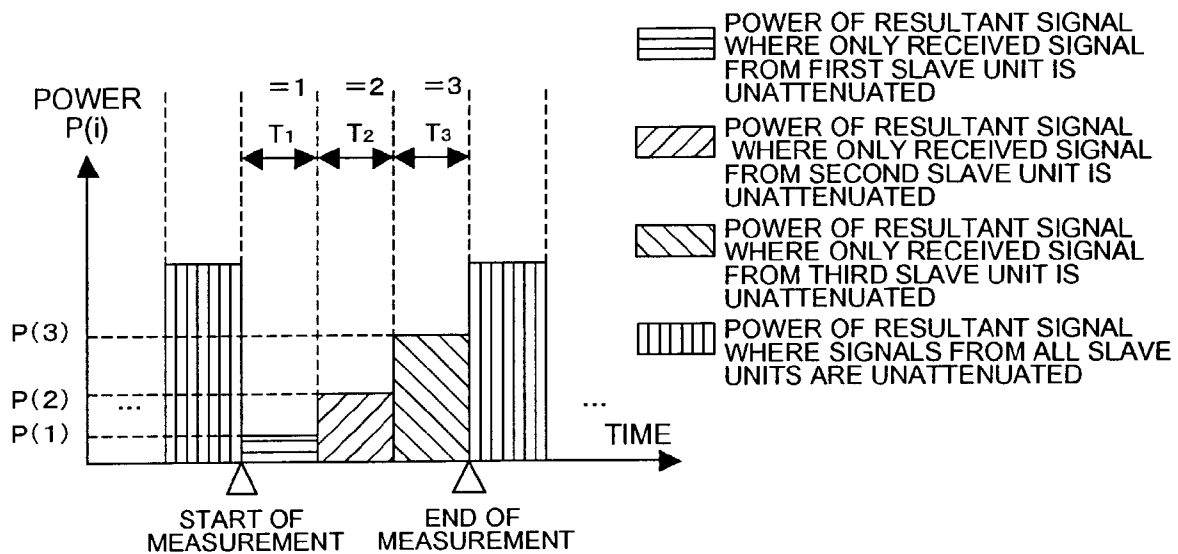 POWER
P(i)
=1 =2 =3
T1 T2 T3
P(3)
P(2)
P(1)
...
...
TIME
START OF
MEASUREMENT
END OF
MEASUREMENT
POWER OF RESULTANT SIGNAL
WHERE ONLY RECEIVED SIGNAL
FROM FIRST SLAVE UNIT IS
UNATTENUATED
POWER OF RESULTANT SIGNAL
WHERE ONLY RECEIVED SIGNAL
FROM SECOND SLAVE UNIT IS
UNATTENUATED
POWER OF RESULTANT SIGNAL
WHERE ONLY RECEIVED SIGNAL
FROM THIRD SLAVE UNIT IS
UNATTENUATED
POWER OF RESULTANT SIGNAL
WHERE SIGNALS FROM ALL SLAVE
UNITS ARE UNATTENUATED